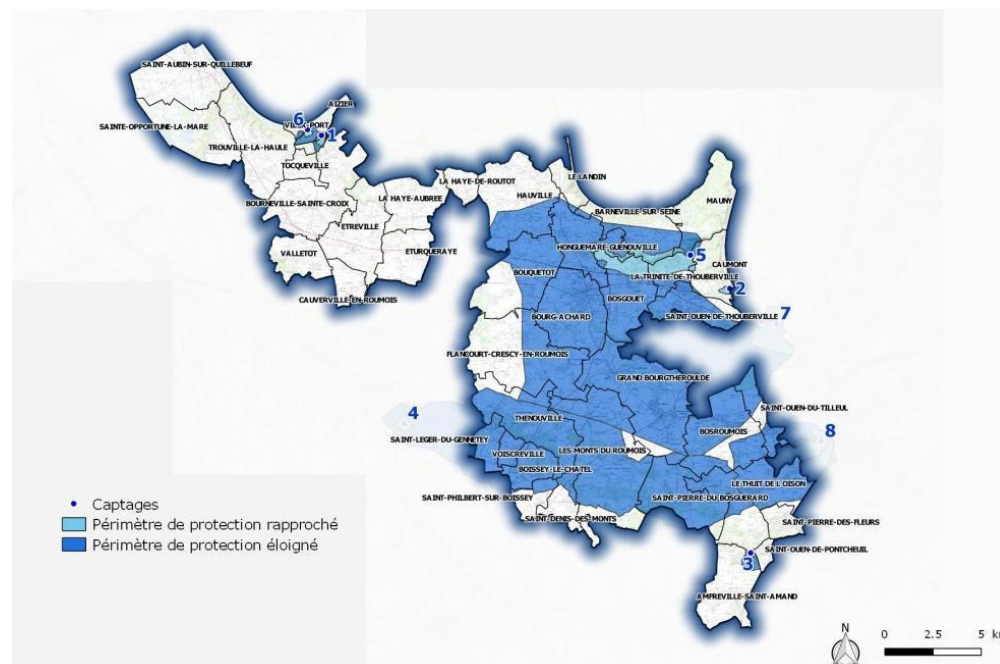 SAINT-AUBIN-SUR-QUILLEBEUF
AIZIER
6
VIEUX-PORT
1
SAINTE-OPPORTUNE-LA-MARE
TROUVILLE-LA-HAULE
TOCQUEVILLE
LE LANDIN
LA HAYE-DE-ROUTOT
HAUVILLE
LA HAYE-AUBREE
MAUNY
BOURNEVILLE-SAINTE-CROIX
BARNEVILLE-SUR-SEINE
ETREVILLE
HONGUEMARE-GUENOUVILLE
5
VALLETOT
ETURQUERAYE
CAUMONT
BOUQUETOT
LA TRINITE-DE-THOUBERVILLE
2
CAUVERVILLE-EN-ROUMOIS
BOSGOUET
BOURG-ACHARD
SAINT-OUEN-DE-THOUBERVILLE
7
FLANCOURT-CRESCY-EN-ROUMOIS
GRAND BOURGTHEROULDE
4
SAINT-OUEN-DU-TILLEUL
THENOUVILLE
BOSROUMOIS
8
SAINT-LEGER-DU-GENNETEY
VOISCREVILLE
LES MONTS DU ROUMOIS
BOISSEY-LE-CHATEL
LE THUIT DE L'OISON
SAINT-PHILBERT-SUR-BOISSEY
SAINT-PIERRE-DU-BOSGUERARD
SAINT-DENIS-DES-MONTS
SAINT-PIERRE-DES-FLEURS
SAINT-OUEN-DE-PONTCHEUIL
3
AMFREVILLE-SAINT-AMAND
Captages
Périmètre de protection rapproché
Périmètre de protection éloigné
N
0 2.5 5 km